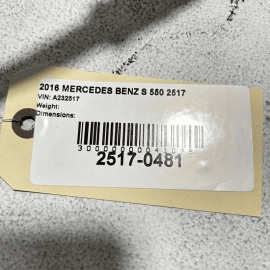 2016 MERCEDES BENZ S 550 2517
VIN: A232517
Weight:
Dimensions:
2517-0481